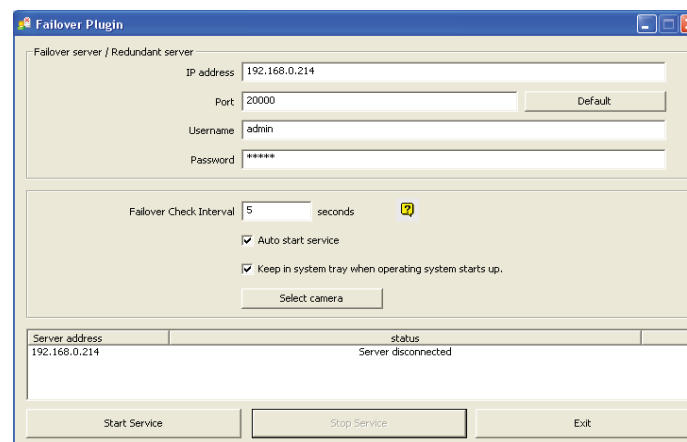 Failover Plugin
Failover server / Redundant server
IP address 192.168.0.214
Port 20000 Default
Username admin
Password *****
Failover Check Interval 5 seconds
Auto start service
Keep in system tray when operating system starts up.
Select camera
Server address status
192.168.0.214 Server disconnected
Start Service Stop Service Exit